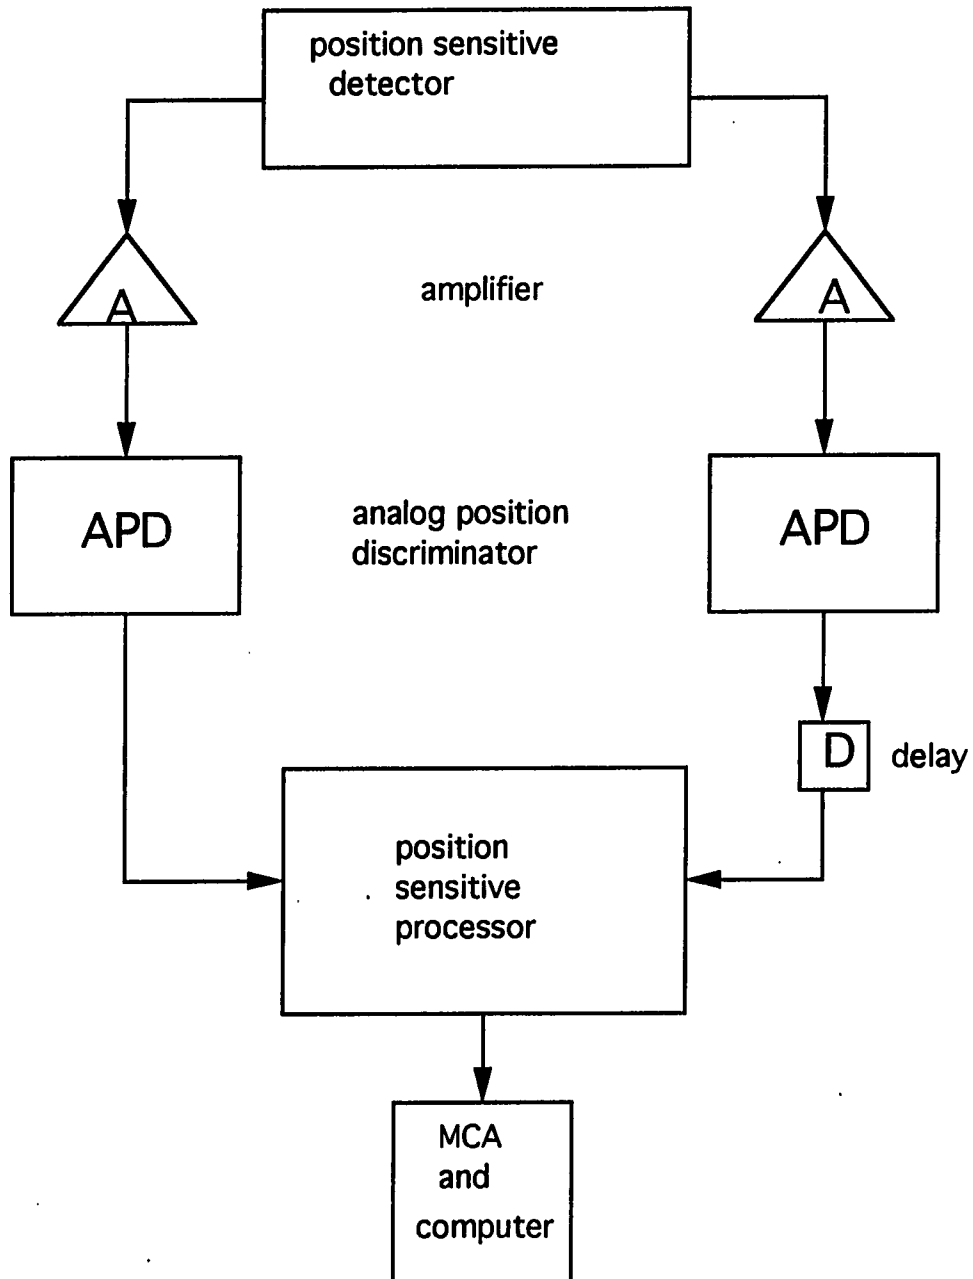 position sensitive
detector
A
amplifier
A
APD
analog position
discriminator
APD
D
delay
position
sensitive
processor
MCA
and
computer